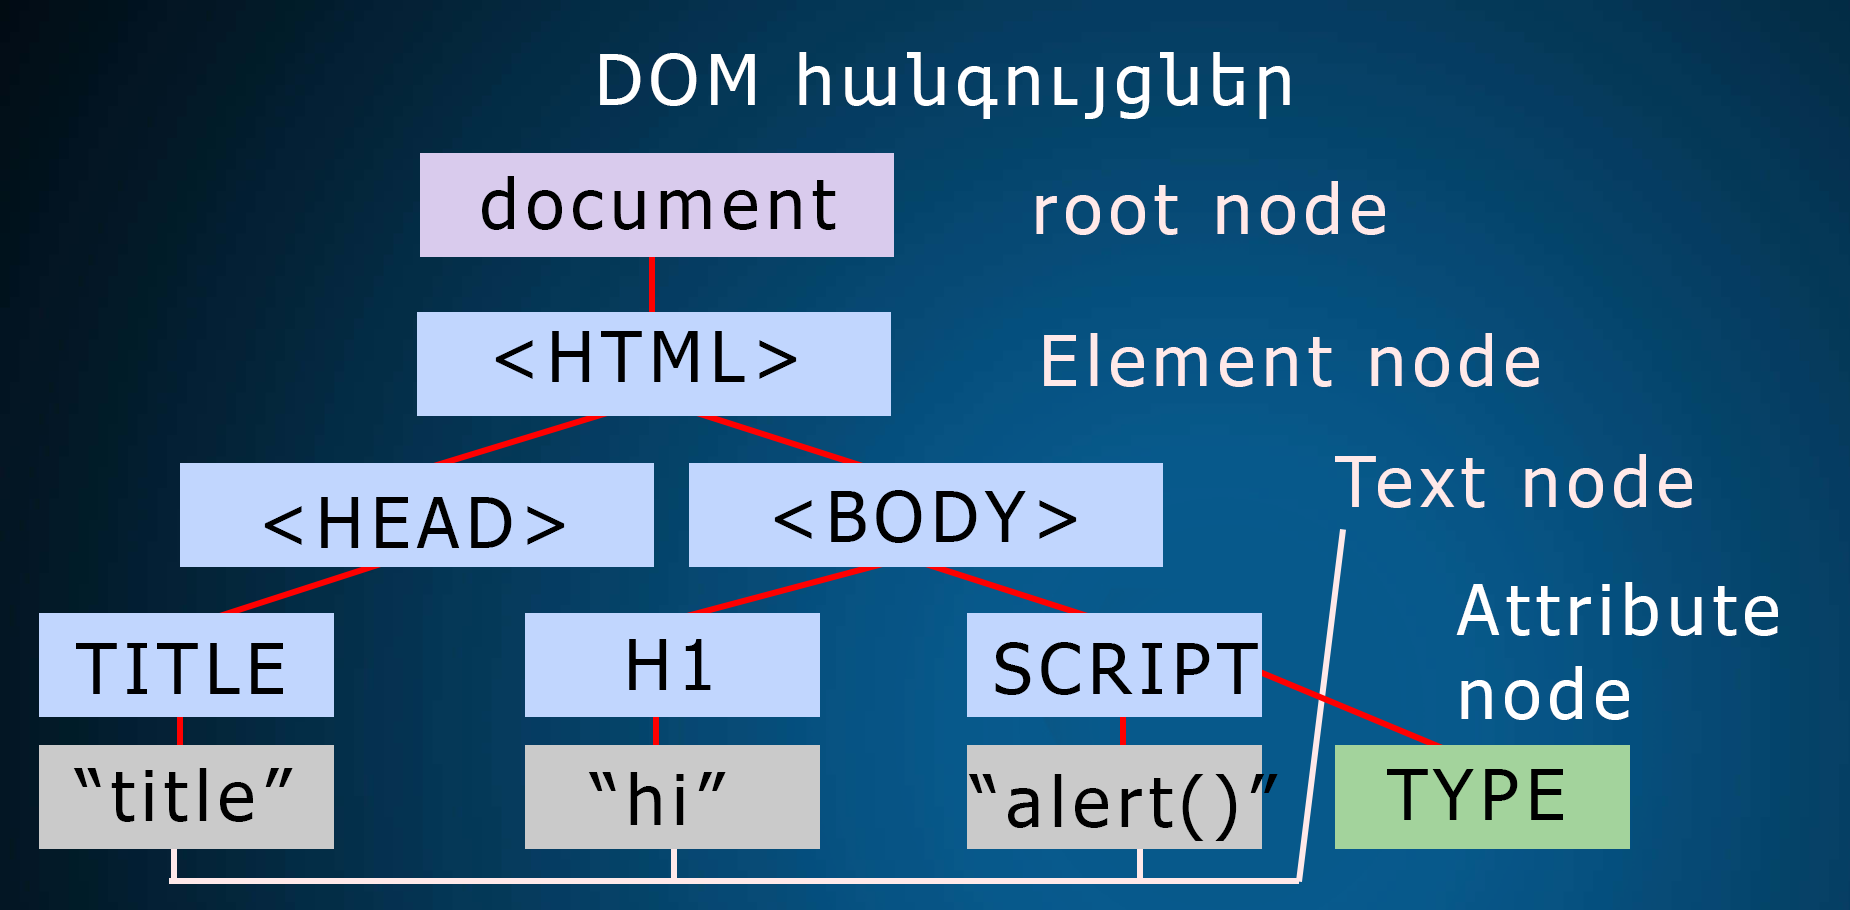 DOM հանգույցներ
document
root node
<HTML>
Element node
<HEAD>
<BODY>
Text node
TITLE
H1
SCRIPT
Attribute
node
“title”
“hi”
“alert()”
TYPE